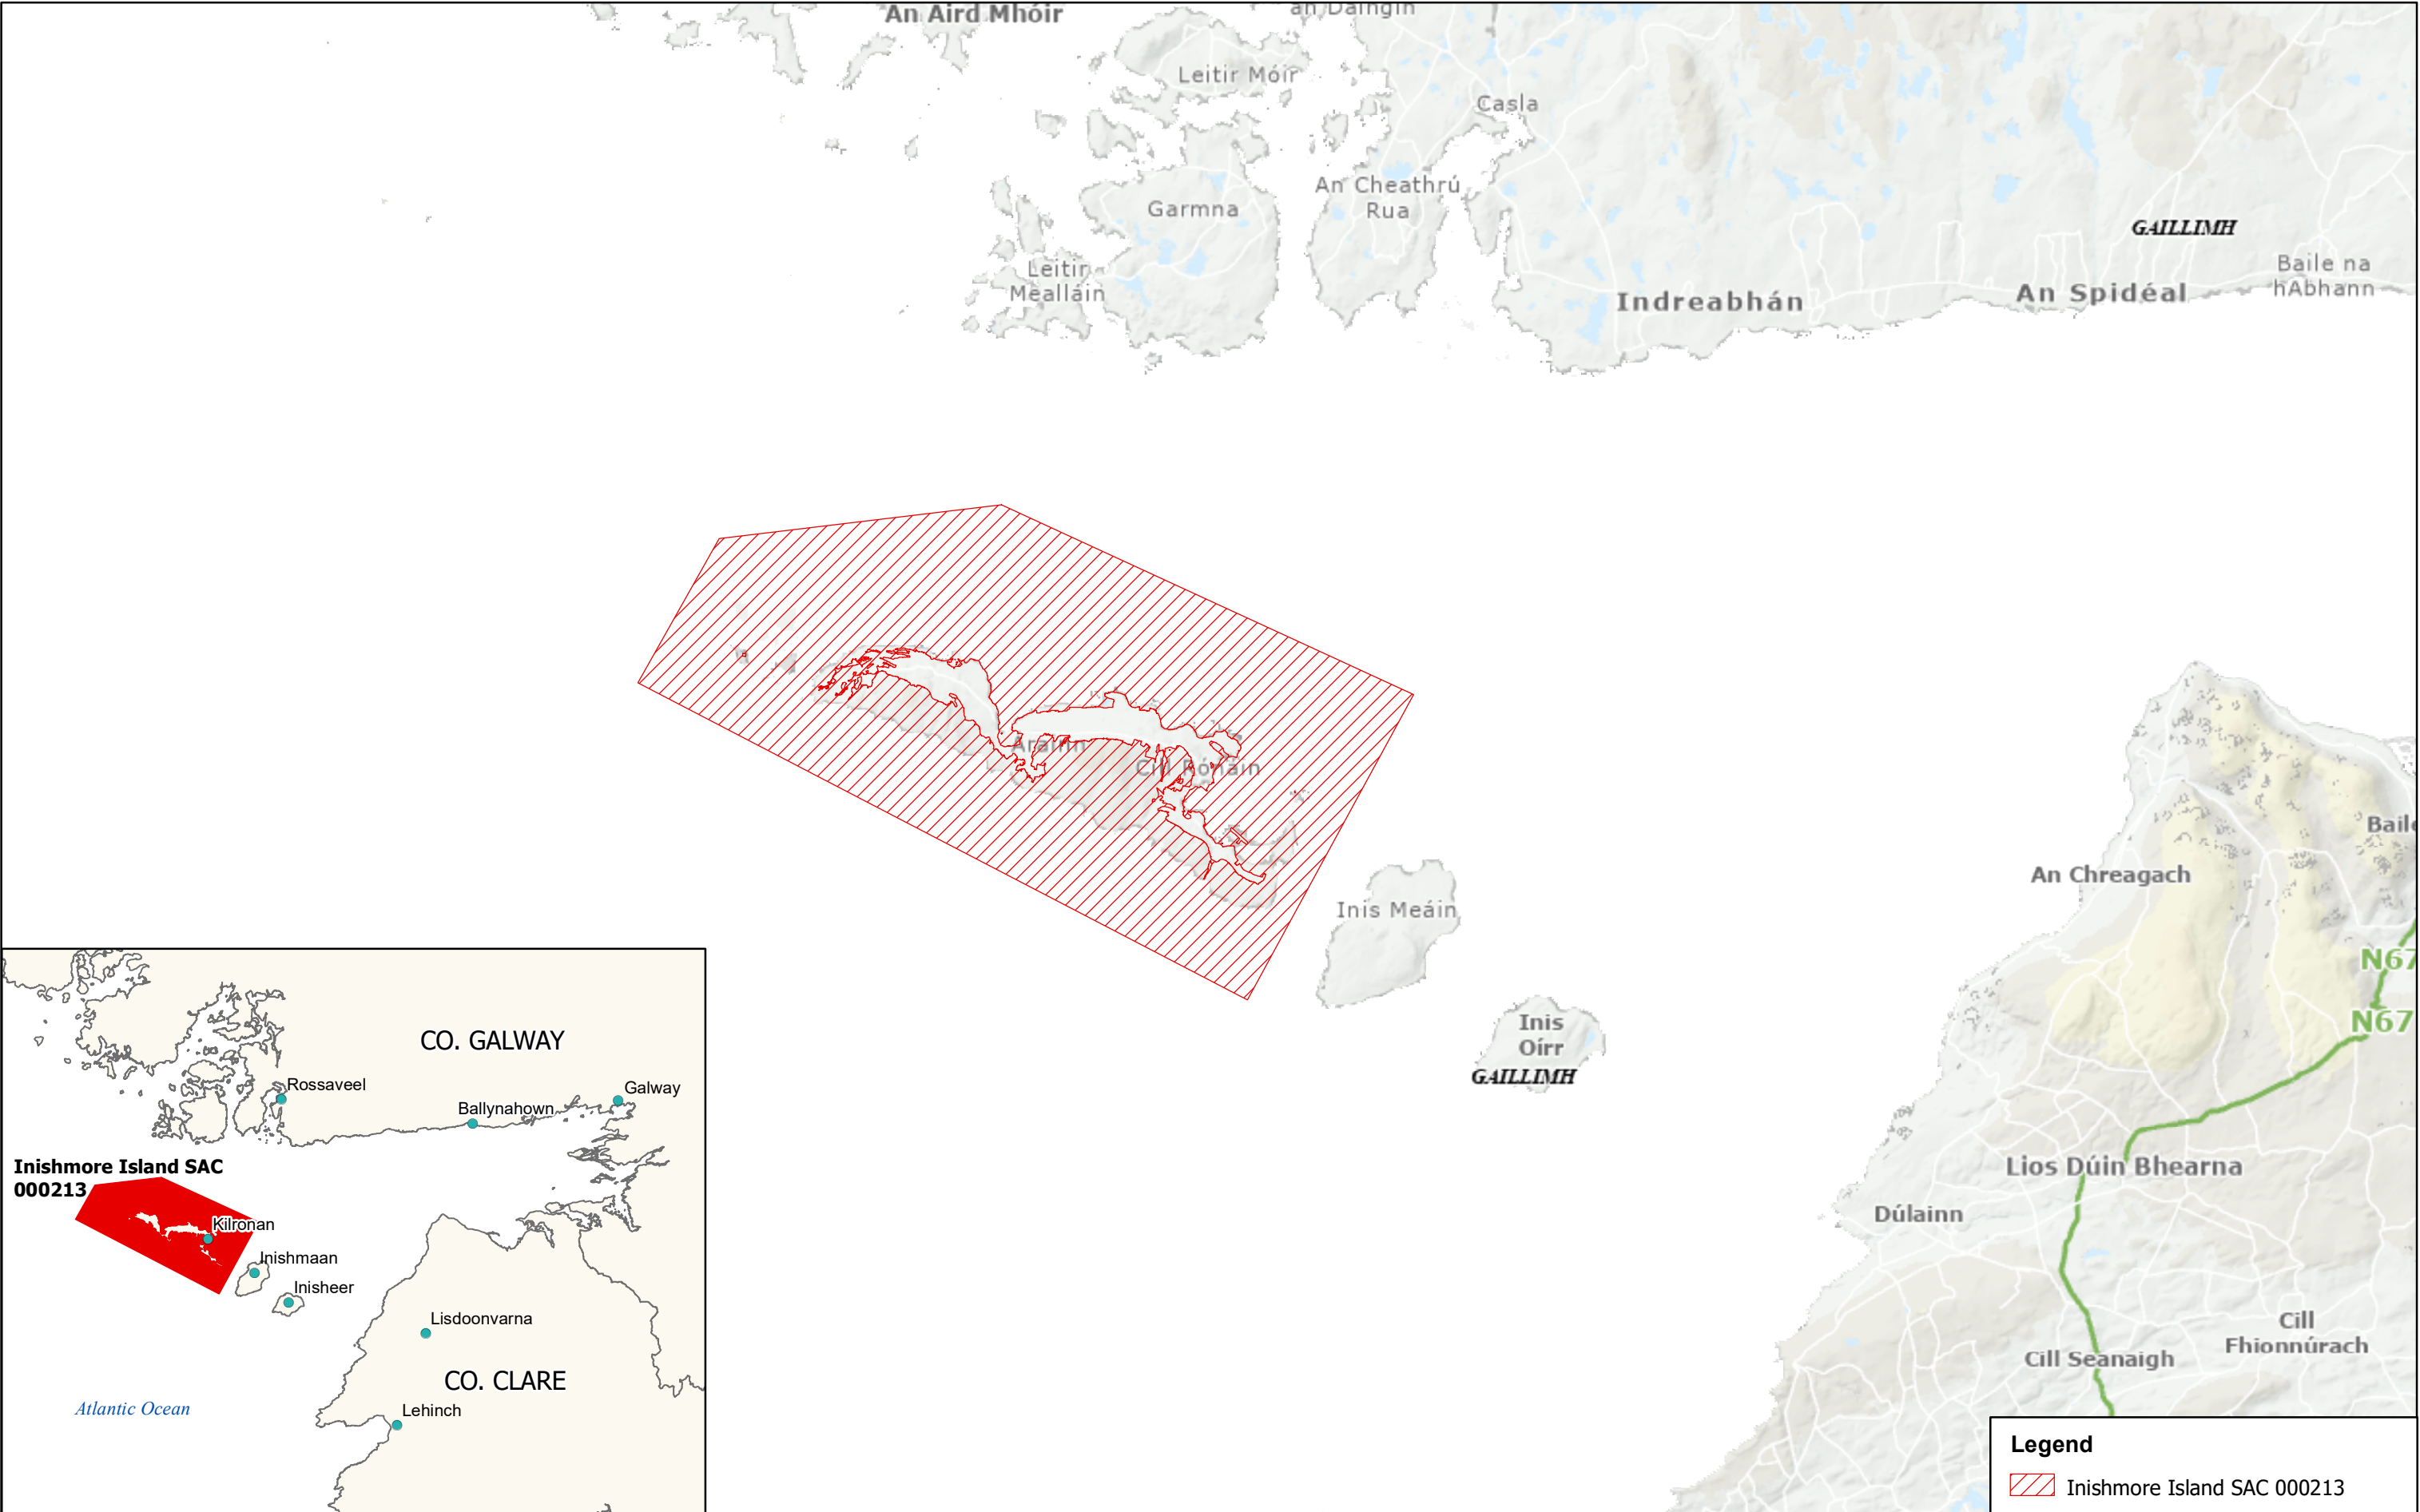 An Aird Mhóir
an Daingin
Leitir Móir
Casla
An Cheathrú
Rua
Garmna
GAILLIMH
Leitir
Mealláin
Baile na
hAbhann
Indreabhán
An Spidéal
Árainn
Cill Rónáin
Baile
An Chreagach
Inis Meáin
N67
N67
Inis
Oírr
GAILLIMH
Lios Dúin Bhearna
Dúlainn
Cill
Fhionnúrach
Cill Seanaigh
CO. GALWAY
Rossaveel
Galway
Ballynahown
Inishmore Island SAC
000213
Kilronan
Inishmaan
Inisheer
Lisdoonvarna
CO. CLARE
Atlantic Ocean
Lehinch
Legend
Inishmore Island SAC 000213